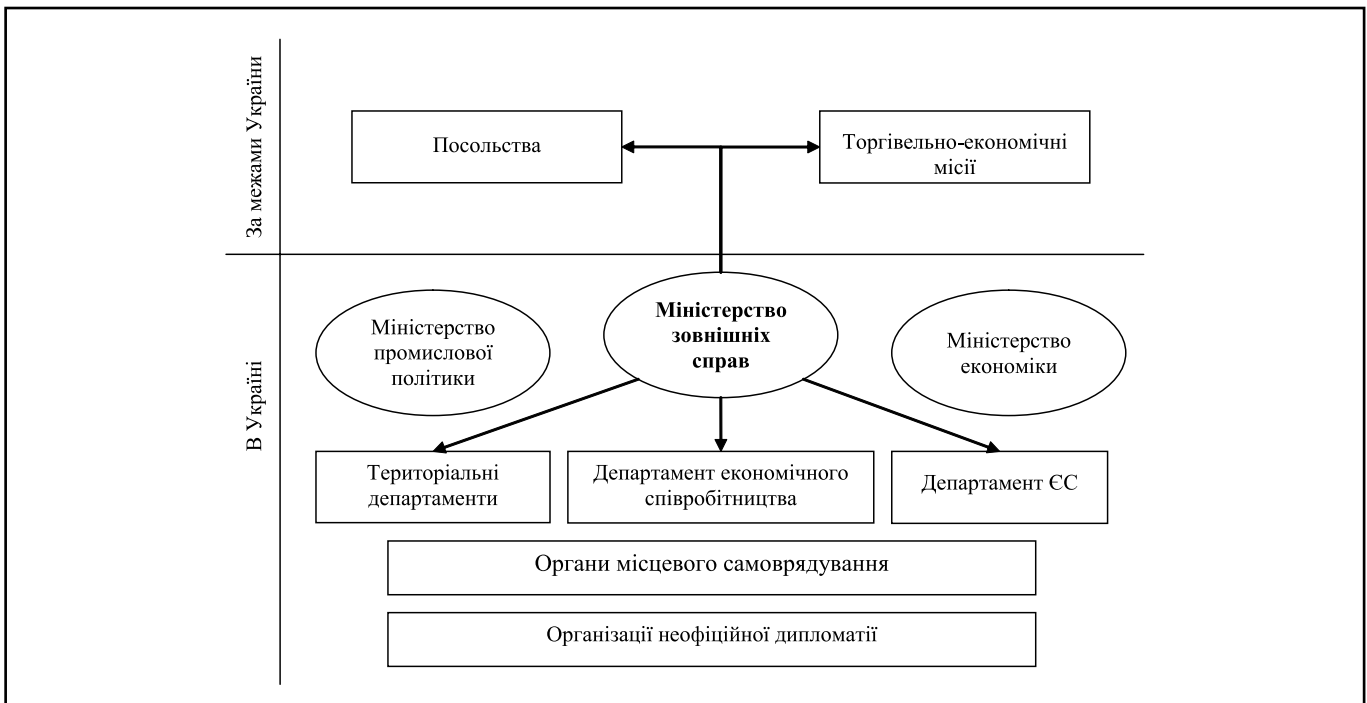 За межами України
Посольства
Торгівельно-економічні
місії
В Україні
Міністерство
промислової
політики
Міністерство
зовнішніх
справ
Міністерство
економіки
Територіальні
департаменти
Департамент економічного
співробітництва
Департамент ЄС
Органи місцевого самоврядування
Організації неофіційної дипломатії